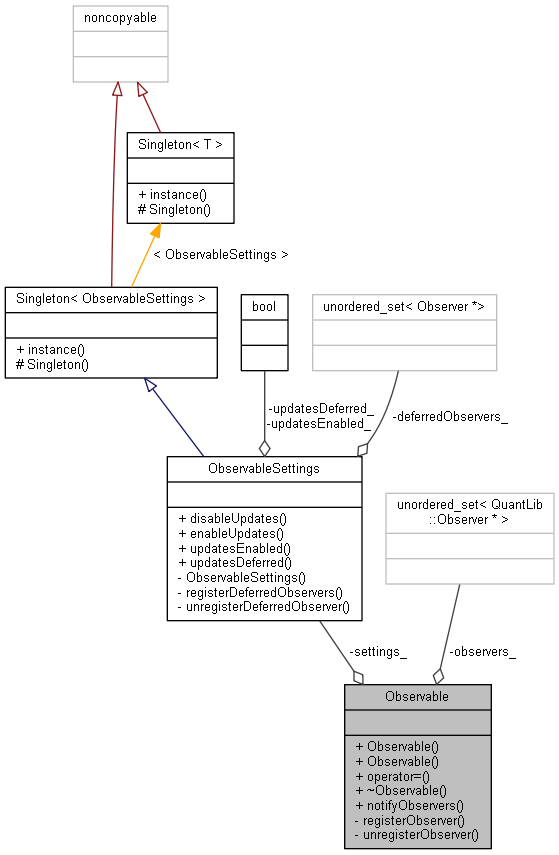 noncopyable
Singleton< T >
+ instance()
# Singleton()
< ObservableSettings >
Singleton< ObservableSettings >
+ instance()
# Singleton()
bool
unordered_set< Observer *>
-updatesDeferred_
-updatesEnabled_
-deferredObservers_
ObservableSettings
+ disableUpdates()
+ enableUpdates()
+ updatesEnabled()
+ updatesDeferred()
- ObservableSettings()
- registerDeferredObservers()
- unregisterDeferredObserver()
unordered_set< QuantLib
::Observer * >
-settings_
-observers_
Observable
+ Observable()
+ Observable()
+ operator=()
+ ~Observable()
+ notifyObservers()
- registerObserver()
- unregisterObserver()